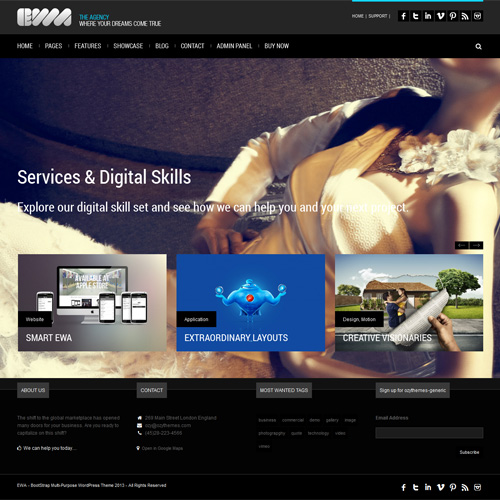 EWA
THE AGENCY
WHERE YOUR DREAMS COME TRUE
HOME | SUPPORT |
HOME
PAGES
FEATURES
SHOWCASE
BLOG
CONTACT
ADMIN PANEL
BUY NOW
Services & Digital Skills
Explore our digital skill set and see how we can help you and your next project.
AVAILABLE AT
APPLE STORE
Website
SMART EWA
Application
EXTRAORDINARY LAYOUTS
Design, Motion
CREATIVE VISIONARIES
ABOUT US
The shift to the global marketplace has opened
many doors for your business. Are you ready to
capitalize on this shift?
We can help you today...
CONTACT
259 Main Street London England
ozy@ozythemes.com
Open in Google Maps
MOST WANTED TAGS
business commercial demo gallery image
photography quote technology video
video
Sign up for ozythemes-generic
Email Address
Subscribe
EWA - BootStrap Multi-Purpose WordPress Theme 2013 - All Rights Reserved